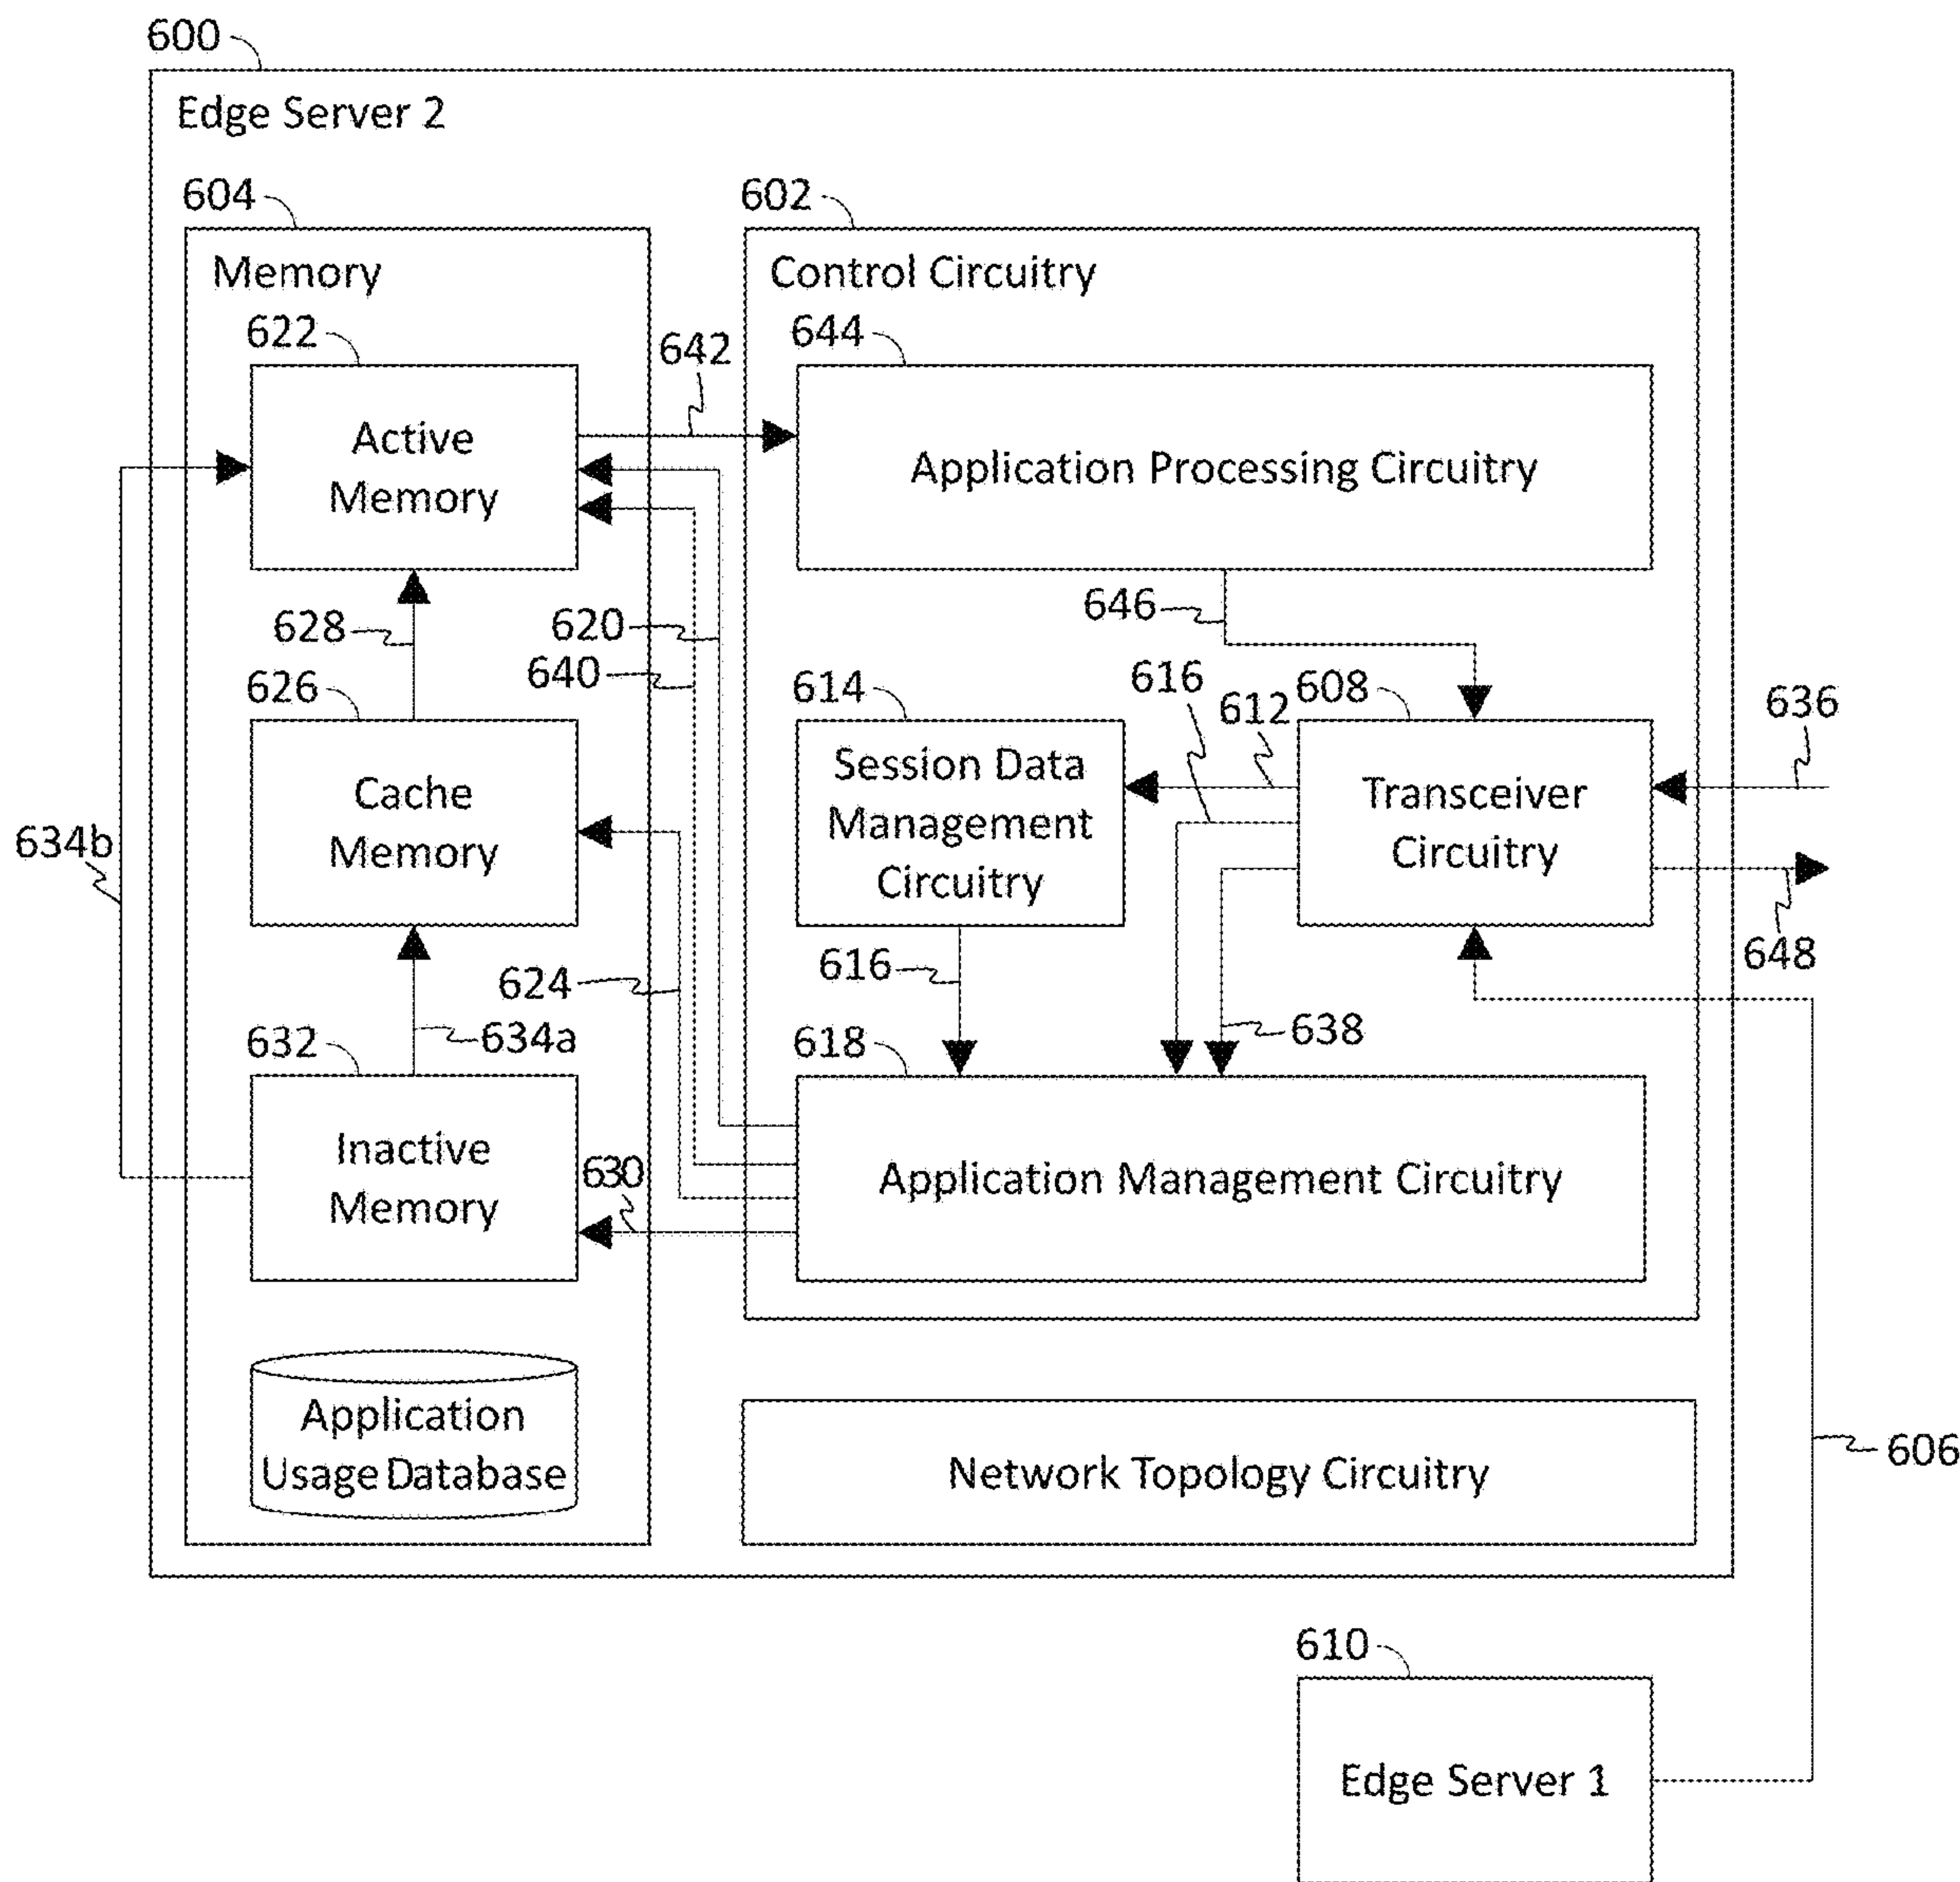 600
Edge Server 2
604
602
Memory
Control Circuitry
622
642
644
Active
Memory
Application Processing Circuitry
634b
628
620
640
646
626
614
616
612
608
636
Cache
Memory
Session Data
Management
Circuitry
Transceiver
Circuitry
648
624
616
634a
638
632
618
Inactive
Memory
630
Application Management Circuitry
Application
Usage Database
Network Topology Circuitry
606
610
Edge Server 1